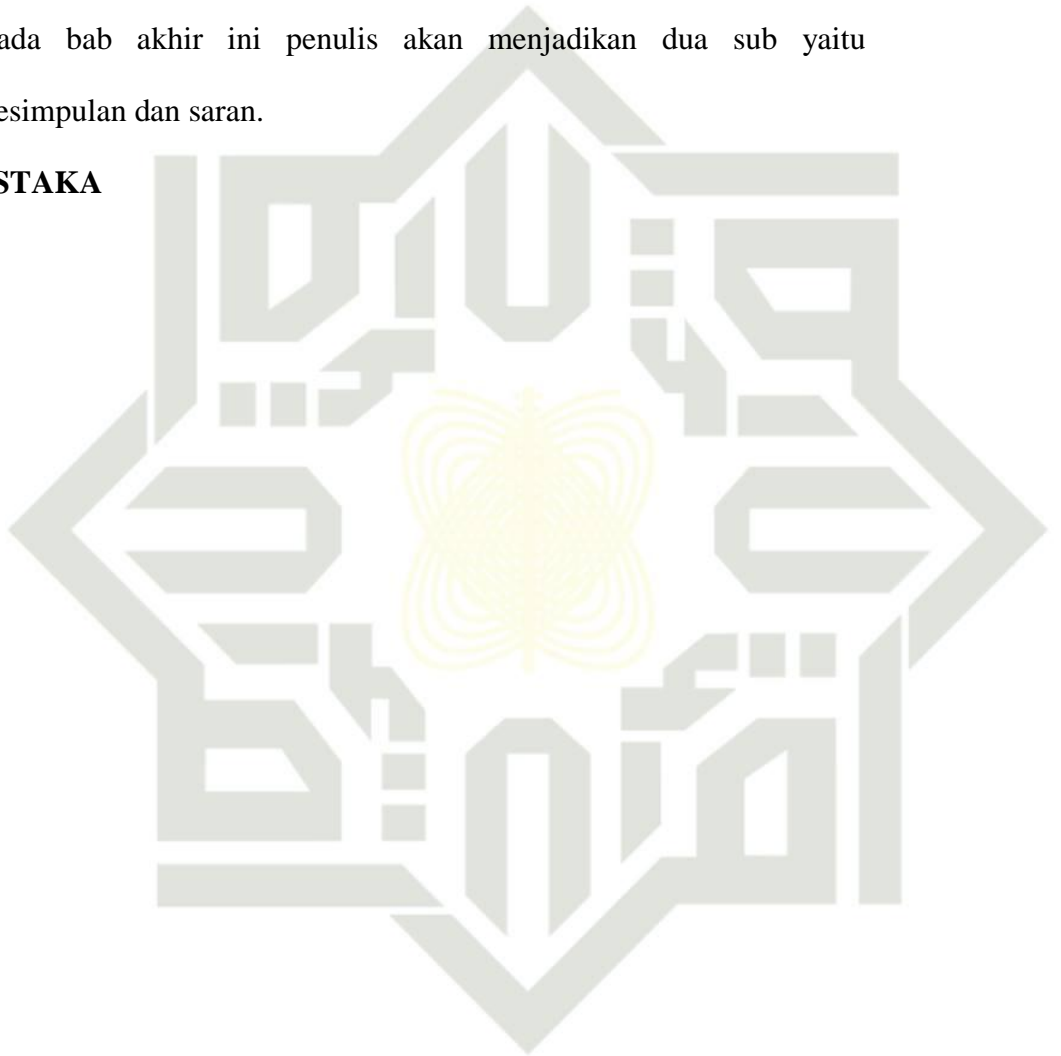 ada bab akhir ini penulis akan menjadikan dua sub yaitu
esimpulan dan saran.
STAKA